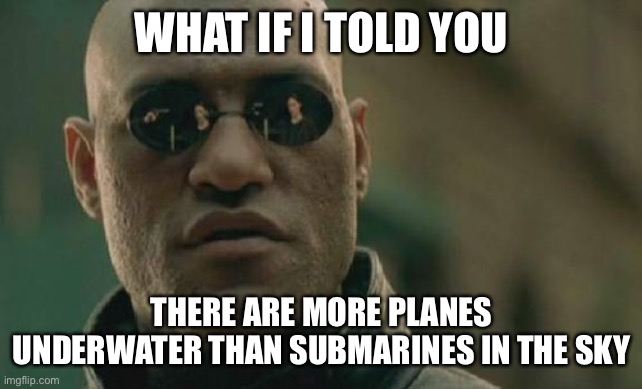 WHAT IF I TOLD YOU
THERE ARE MORE PLANES
UNDERWATER THAN SUBMARINES IN THE SKY
imgflip.com